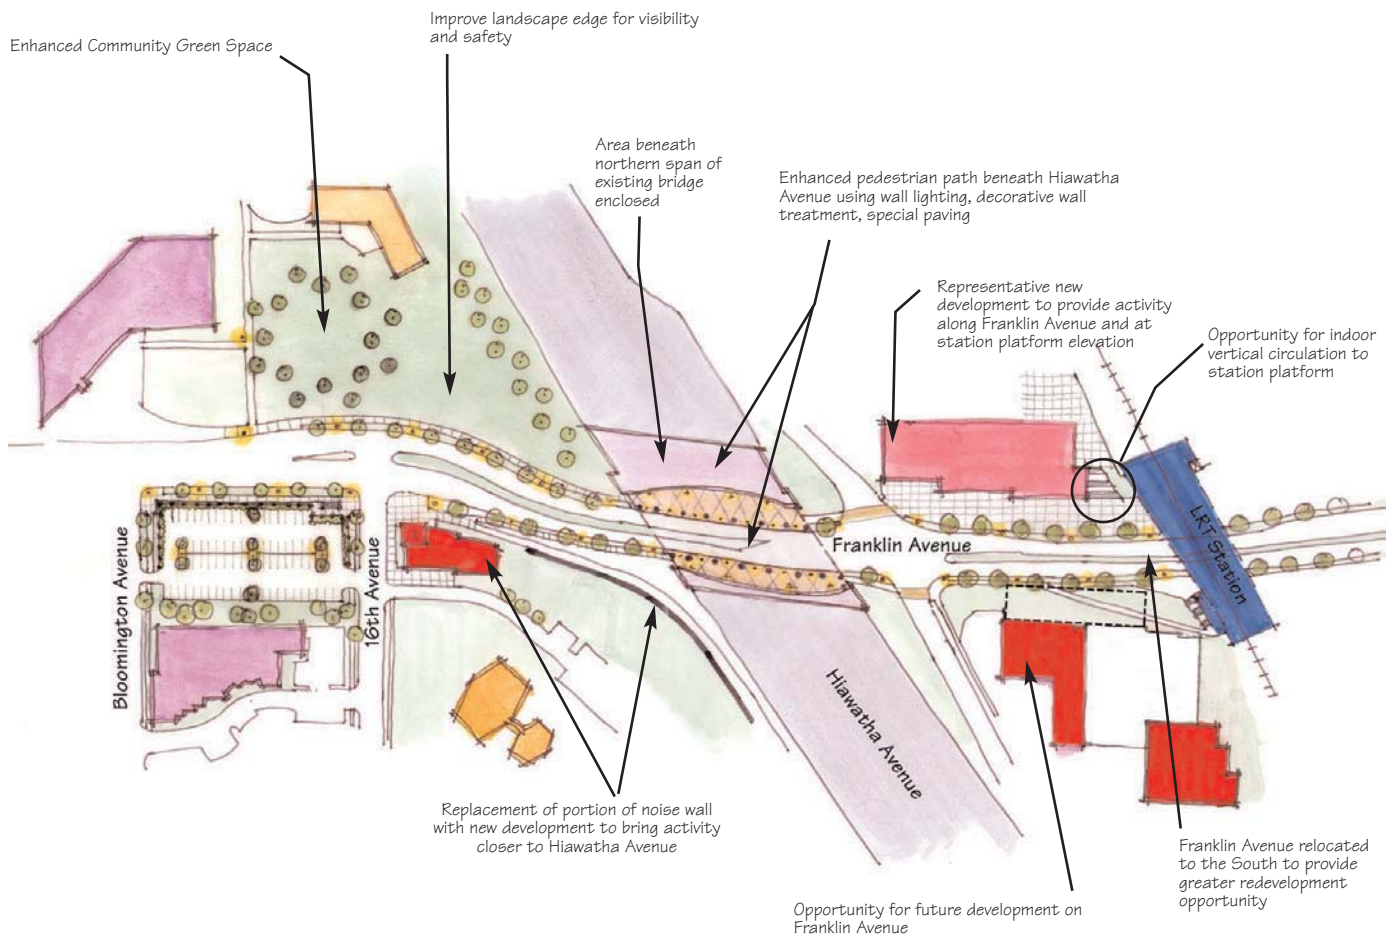 Improve landscape edge for visibility
and safety
Enhanced Community Green Space
Area beneath
northern span of
existing bridge
enclosed
Enhanced pedestrian path beneath Hiawatha
Avenue using wall lighting, decorative wall
treatment, special paving
Representative new
development to provide activity
along Franklin Avenue and at
station platform elevation
Opportunity for indoor
vertical circulation to
station platform
Franklin Avenue
LRT Station
Bloomington Avenue
16th Avenue
Hiawatha Avenue
Replacement of portion of noise wall
with new development to bring activity
closer to Hiawatha Avenue
Franklin Avenue relocated
to the South to provide
greater redevelopment
opportunity
Opportunity for future development on
Franklin Avenue